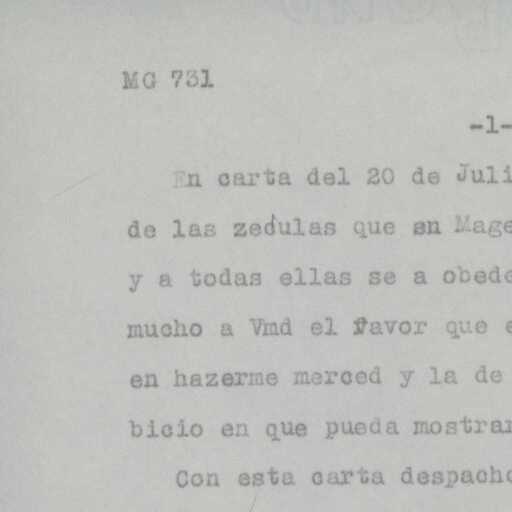 MG 731
-1-
En carta del 20 de Juli
de las zedulas que en Mage
y a todas ellas se a obede
mucho a Vmd el favor que e
en hazerme merced y la de
bicio en que pueda mostrar
Con esta carta despacho